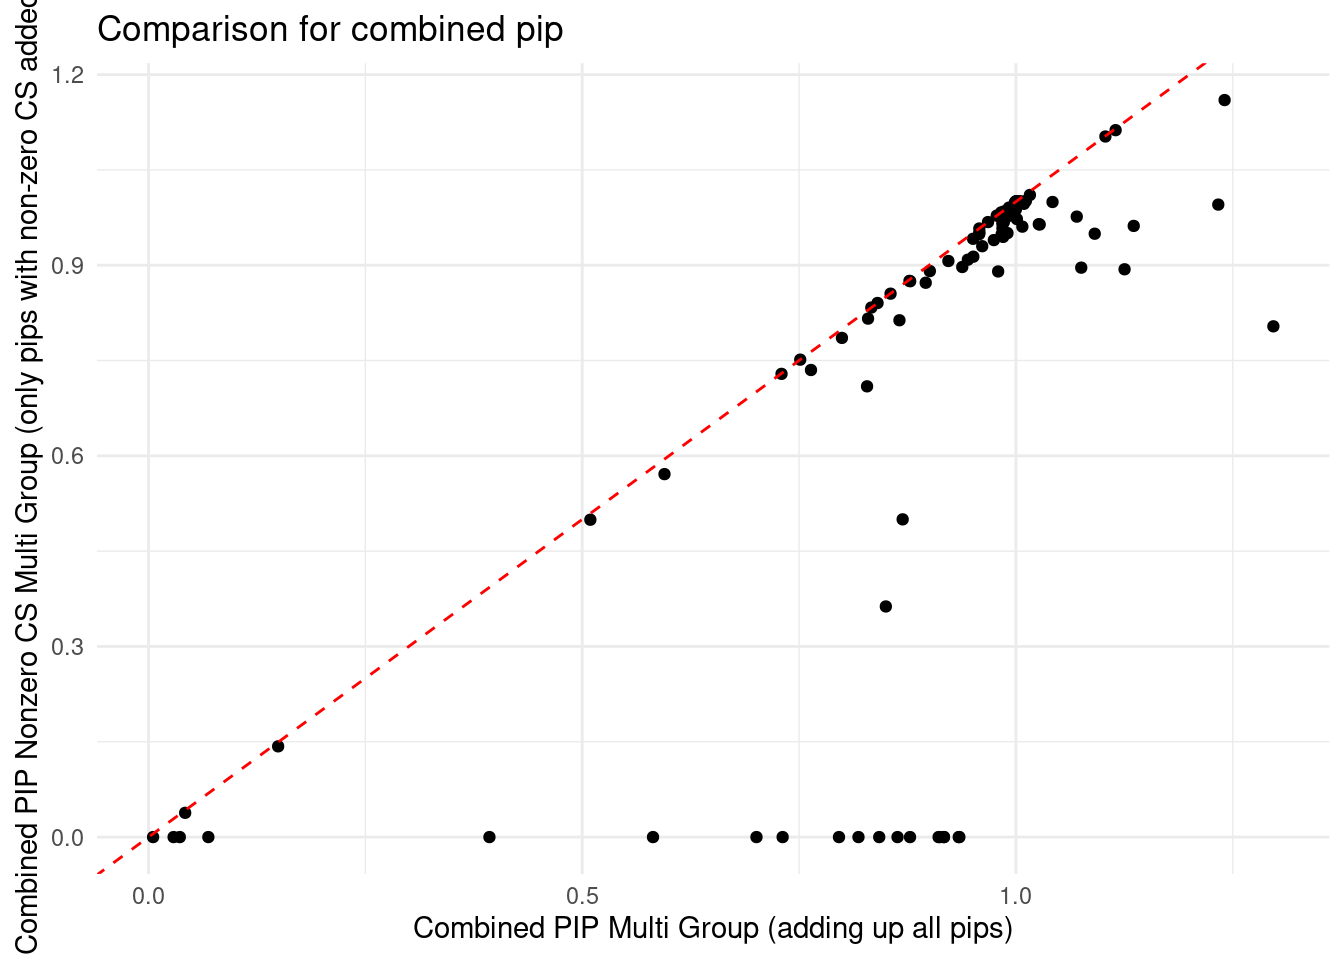 Comparison for combined pip
Combined PIP Nonzero CS Multi Group (only pips with non-zero CS added
1.2
0.9
0.6
0.3
0.0
0.0
0.5
1.0
Combined PIP Multi Group (adding up all pips)